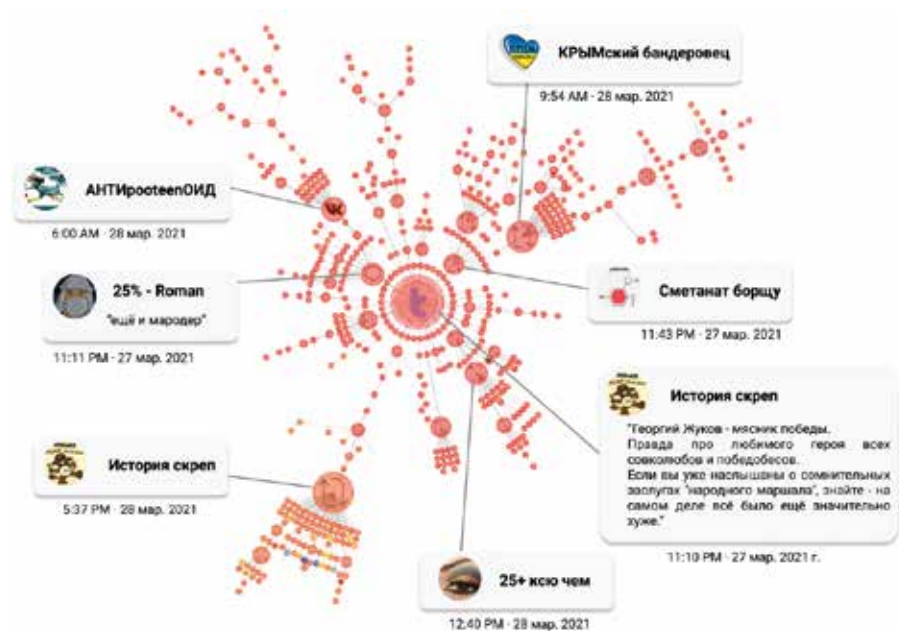 КРЫМский бандеровец
9:54 AM · 28 мар. 2021
АНТИpooteenОИД
6:00 AM · 28 мар. 2021
25% - Roman
"ещё и мародер"
11:11 PM · 27 мар. 2021
Сметанат борщу
11:43 PM · 27 мар. 2021
История скреп
"Георгий Жуков - мясник победы.
Правда про любимого героя всех
совколюбов и победобесов.
Если вы уже наслышаны о сомнительных
заслугах "народного маршала", знайте - на
самом деле всё было ещё значительно
хуже."
11:10 PM · 27 мар. 2021 г.
История скреп
5:37 PM · 28 мар. 2021
25+ ксю чем
12:40 PM · 28 мар. 2021